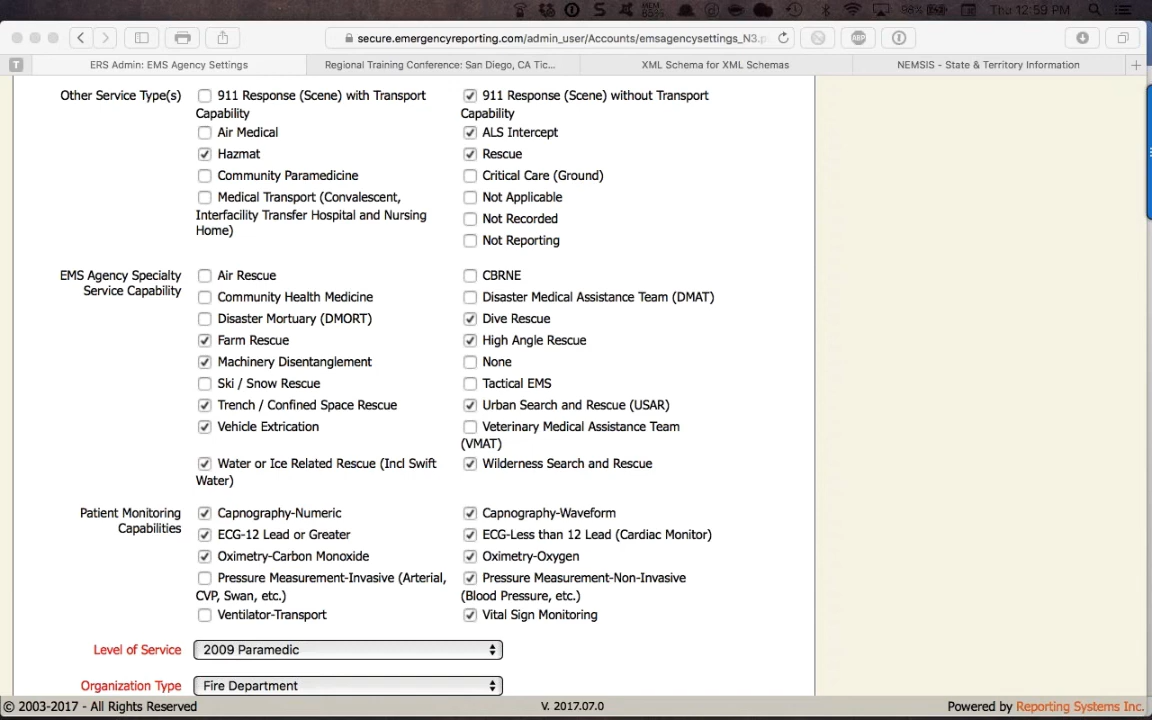 98% Thu 12:59 PM
secure.emergencyreporting.com/admin_user/Accounts/emsagencysettings_N3.p
ABP
T ERS Admin: EMS Agency Settings Regional Training Conference: San Diego, CA Tic... XML Schema for XML Schemas NEMSIS - State & Territory Information +
Other Service Type(s) 911 Response (Scene) with Transport 911 Response (Scene) without Transport
Capability Capability
Air Medical ALS Intercept
Hazmat Rescue
Community Paramedicine Critical Care (Ground)
Medical Transport (Convalescent, Not Applicable
Interfacility Transfer Hospital and Nursing Not Recorded
Home)
Not Reporting
EMS Agency Specialty Air Rescue CBRNE
Service Capability Community Health Medicine Disaster Medical Assistance Team (DMAT)
Disaster Mortuary (DMORT) Dive Rescue
Farm Rescue High Angle Rescue
Machinery Disentanglement None
Ski / Snow Rescue Tactical EMS
Trench / Confined Space Rescue Urban Search and Rescue (USAR)
Vehicle Extrication Veterinary Medical Assistance Team
(VMAT)
Water or Ice Related Rescue (Incl Swift Wilderness Search and Rescue
Water)
Patient Monitoring Capnography-Numeric Capnography-Waveform
Capabilities ECG-12 Lead or Greater ECG-Less than 12 Lead (Cardiac Monitor)
Oximetry-Carbon Monoxide Oximetry-Oxygen
Pressure Measurement-Invasive (Arterial, Pressure Measurement-Non-Invasive
CVP, Swan, etc.) (Blood Pressure, etc.)
Ventilator-Transport Vital Sign Monitoring
Level of Service 2009 Paramedic
Organization Type Fire Department
© 2003-2017 - All Rights Reserved V. 2017.07.0 Powered by Reporting Systems Inc.